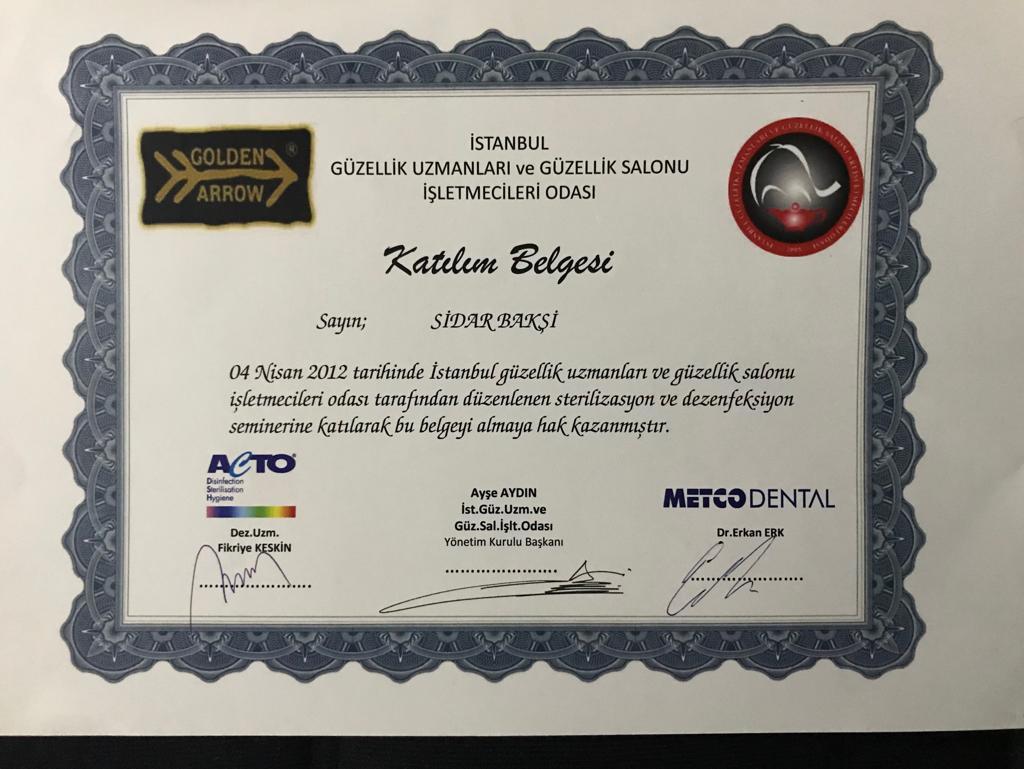 GOLDEN
ARROW
®
İSTANBUL
GÜZELLİK UZMANLARI ve GÜZELLİK SALONU
İŞLETMECİLERİ ODASI
Katılım Belgesi
Sayın; SİDAR BAKŞİ
04 Nisan 2012 tarihinde İstanbul güzellik uzmanları ve güzellik salonu
işletmecileri odası tarafından düzenlenen sterilizasyon ve dezenfeksiyon
seminerine katılarak bu belgeyi almaya hak kazanmıştır.
ACTO®
Disinfection
Sterilisation
Hygiene
Dez.Uzm.
Fikriye KESKİN
Ayşe AYDIN
İst.Güz.Uzm.ve
Güz.Sal.İşlt.Odası
Yönetim Kurulu Başkanı
METCO DENTAL
Dr.Erkan ERK